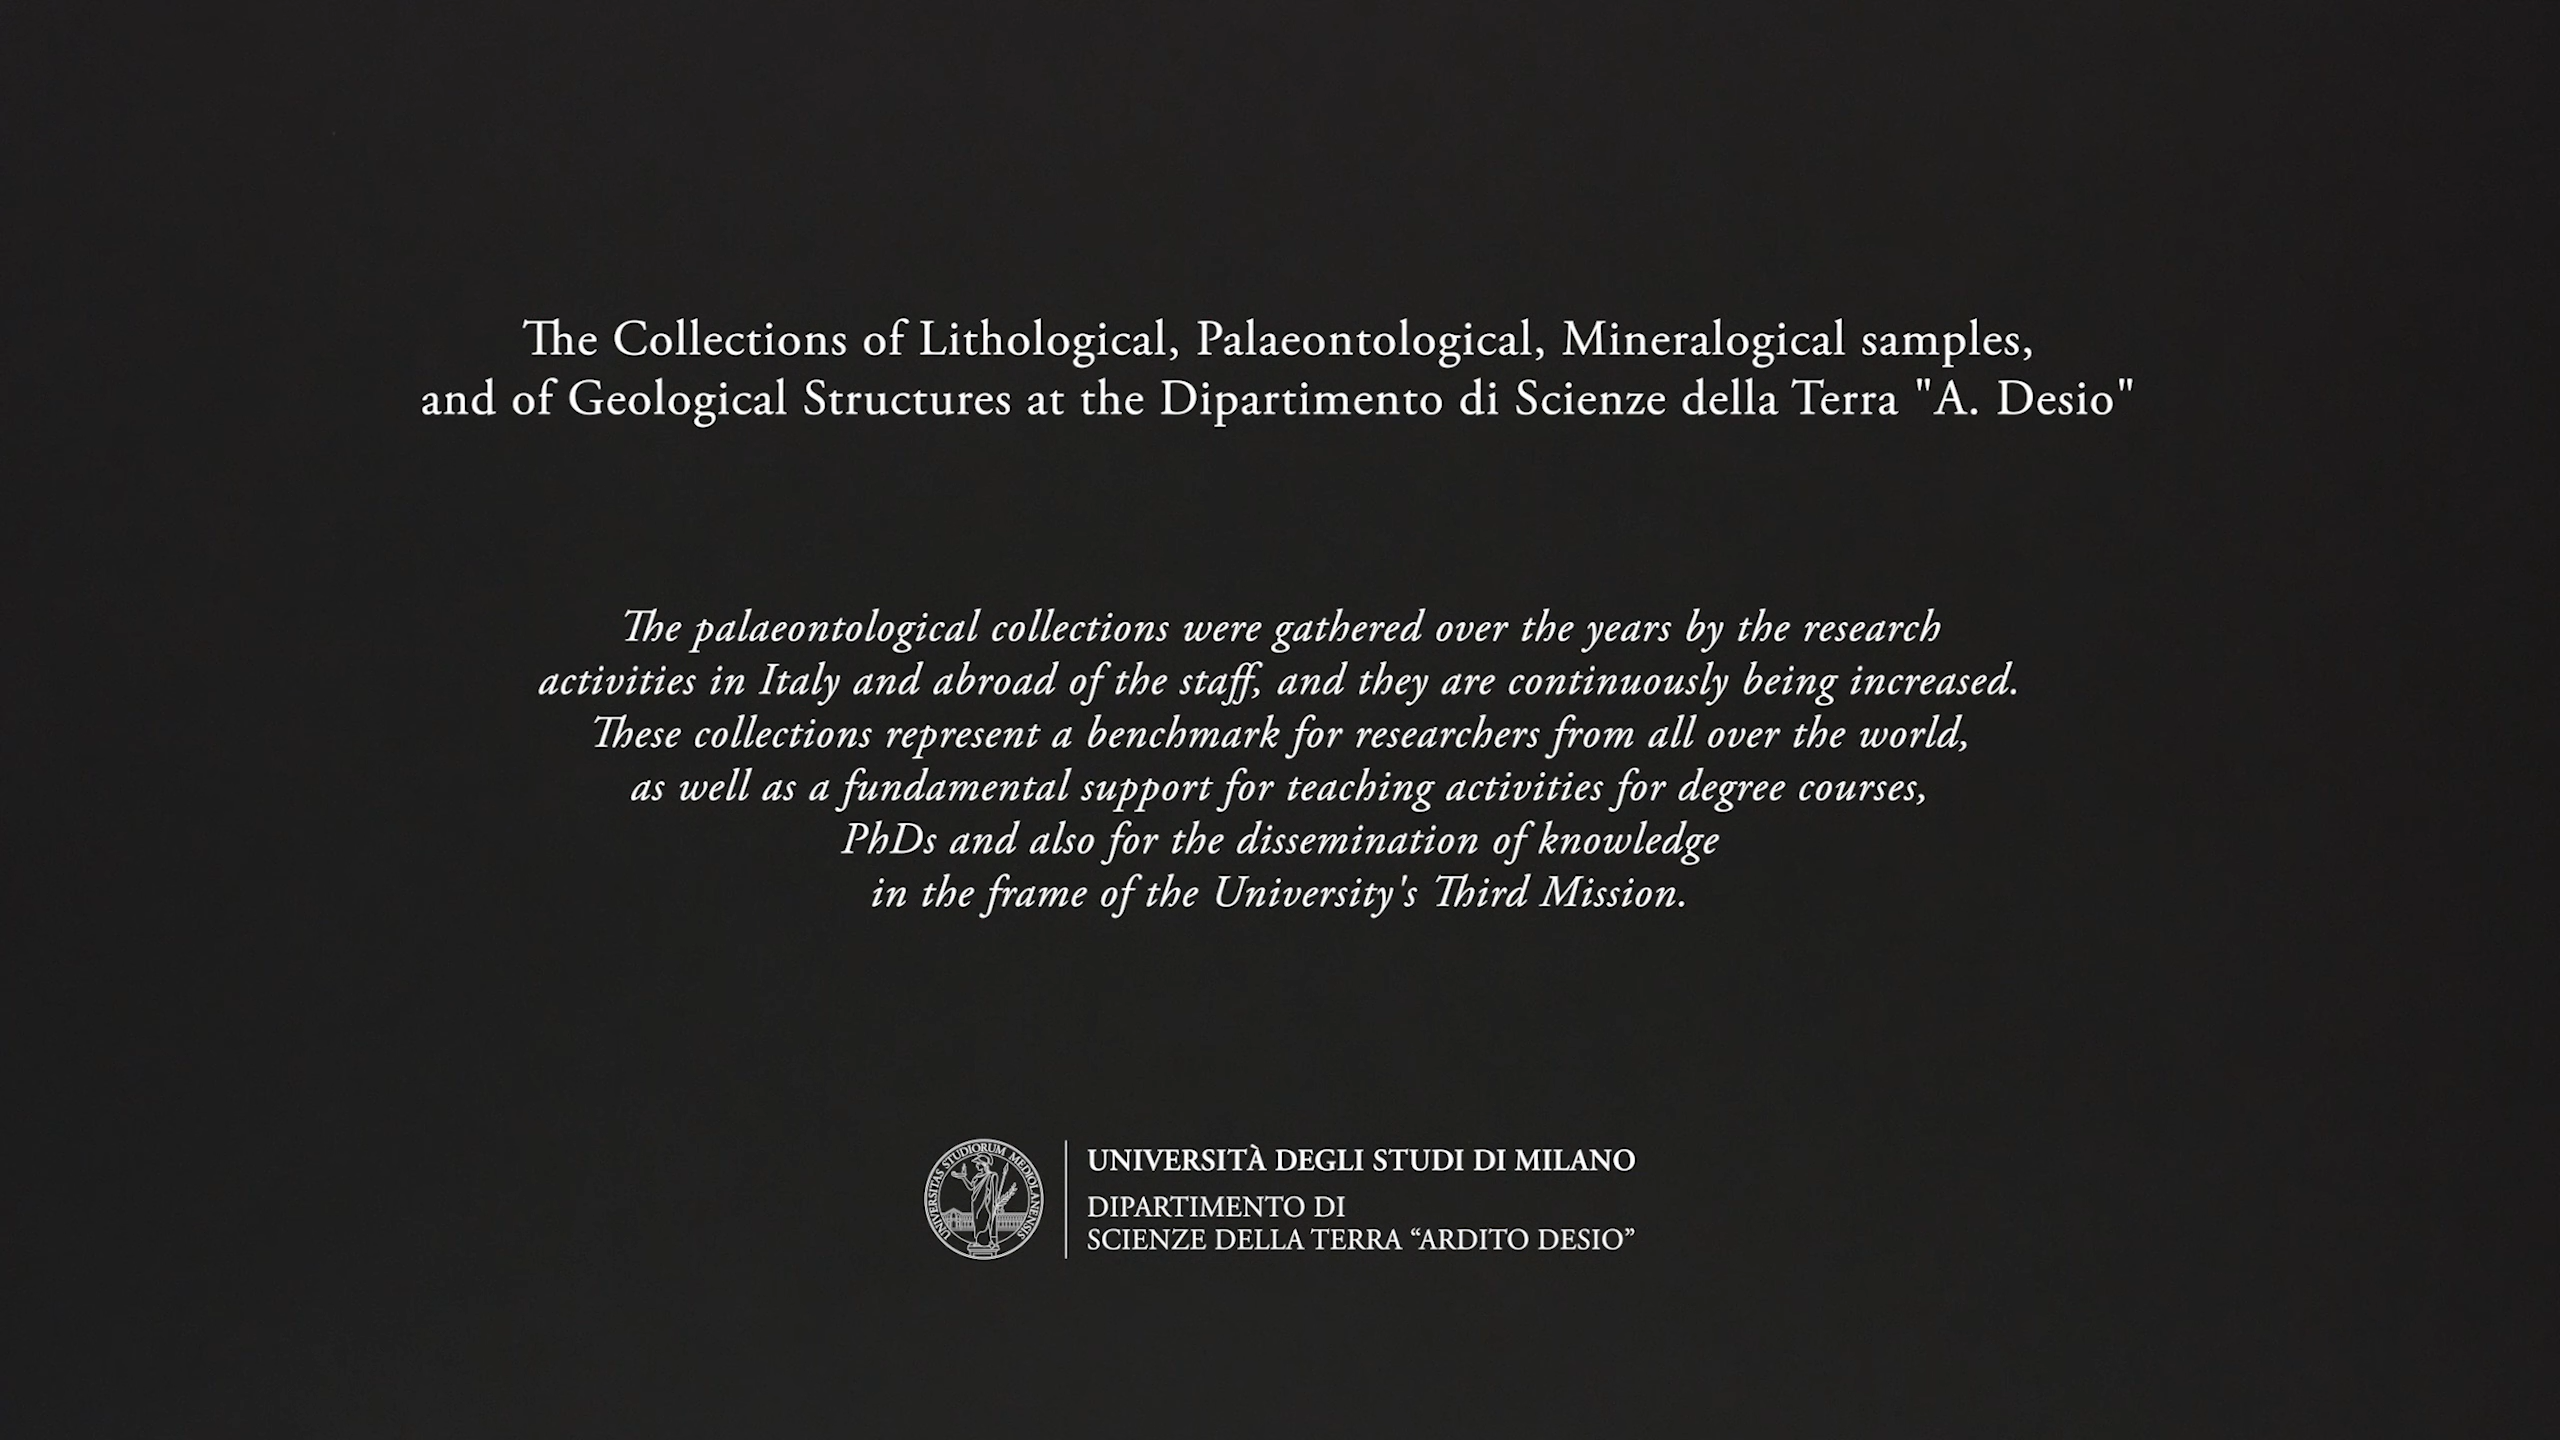 The Collections of Lithological, Palaeontological, Mineralogical samples,
and of Geological Structures at the Dipartimento di Scienze della Terra "A. Desio"
The palaeontological collections were gathered over the years by the research
activities in Italy and abroad of the staff, and they are continuously being increased.
These collections represent a benchmark for researchers from all over the world,
as well as a fundamental support for teaching activities for degree courses,
PhDs and also for the dissemination of knowledge
in the frame of the University's Third Mission.
UNIVERSITAS STUDIORUM MEDIOLANENSIS
UNIVERSITÀ DEGLI STUDI DI MILANO
DIPARTIMENTO DI
SCIENZE DELLA TERRA “ARDITO DESIO”